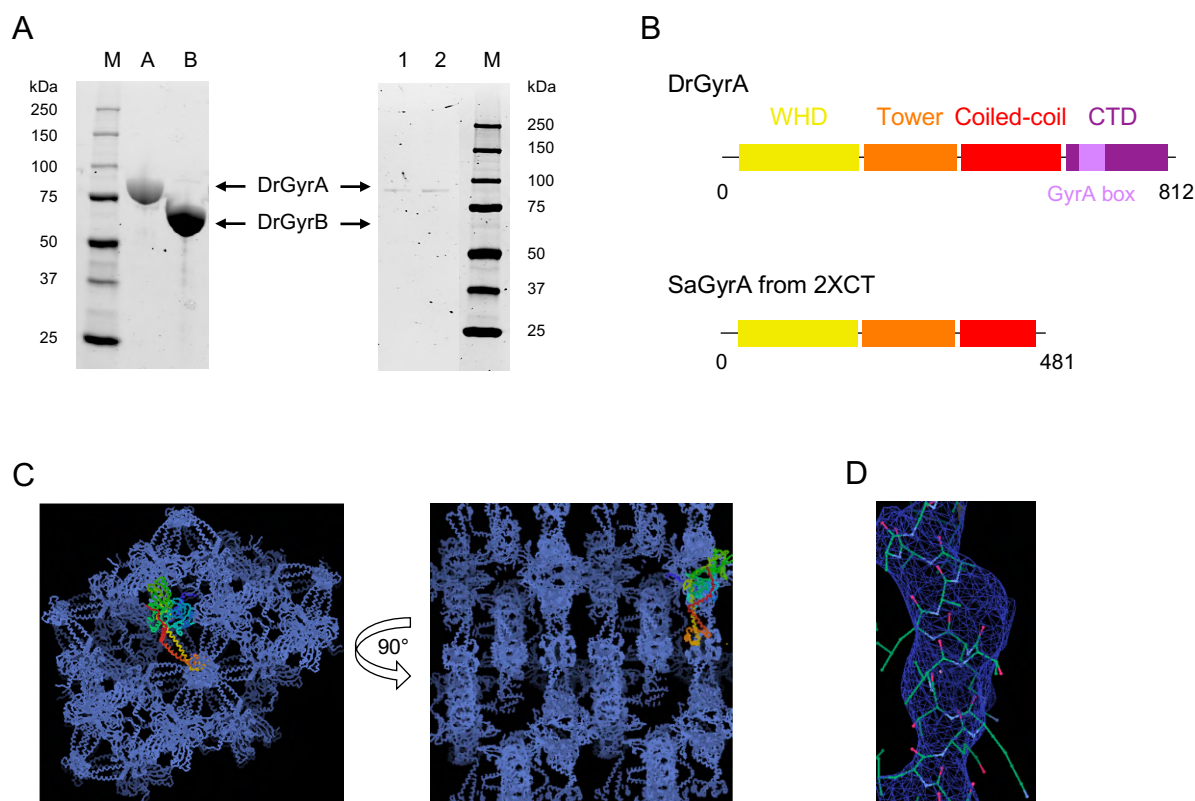 A
M A B
kDa
250
150
100
75
50
37
25
DrGyrA
DrGyrB
1 2 M
kDa
250
150
100
75
50
37
25
B
DrGyrA
WHD Tower Coiled-coil CTD
0 GyrA box 812
SaGyrA from 2XCT
0 481
C
90°
D